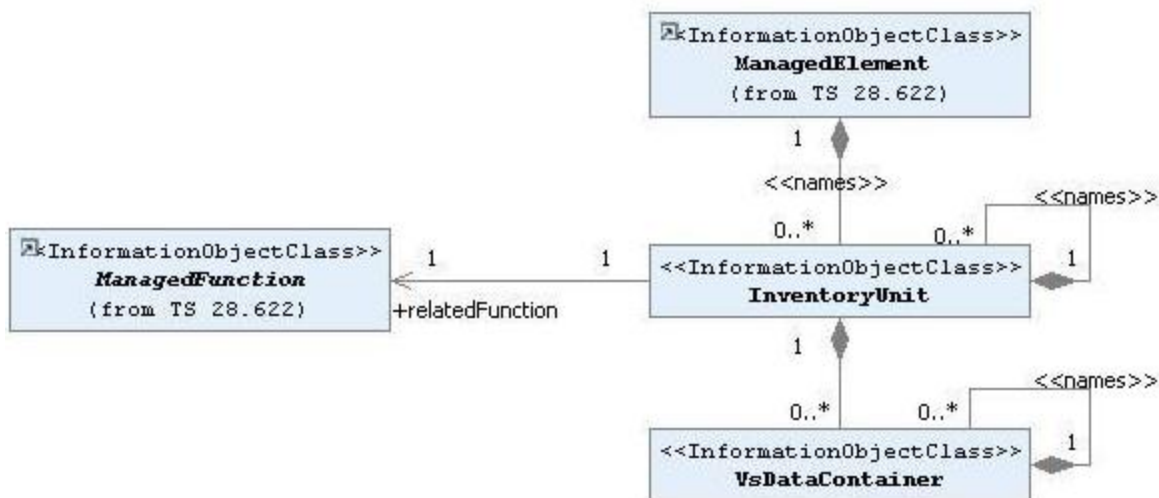 <<InformationObjectClass>>
ManagedElement
(from TS 28.622)
1
<<names>>
<<names>>
0..*
0..*
<InformationObjectClass>>
ManagedFunction
(from TS 28.622)
1
1
+relatedFunction
<<InformationObjectClass>>
InventoryUnit
1
1
<<names>>
0..*
0..*
<<InformationObjectClass>>
VsDataContainer
1